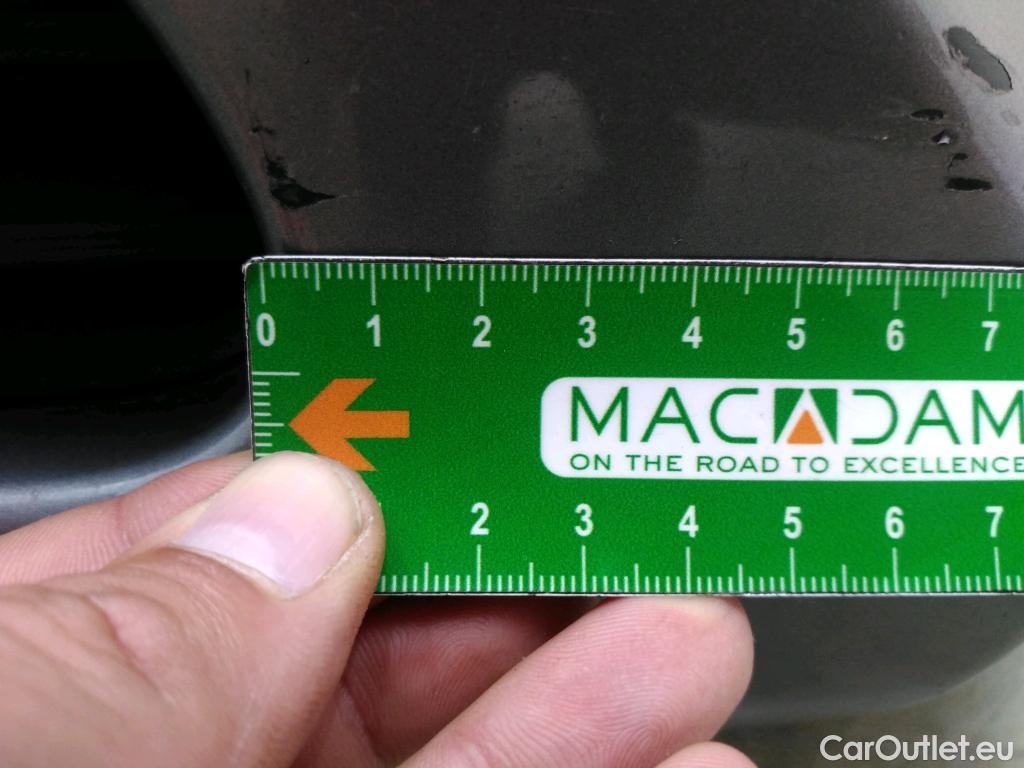 0 1 2 3 4 5 6 7
MACADAM
ON THE ROAD TO EXCELLENCE
2 3 4 5 6 7
CarOutlet.eu